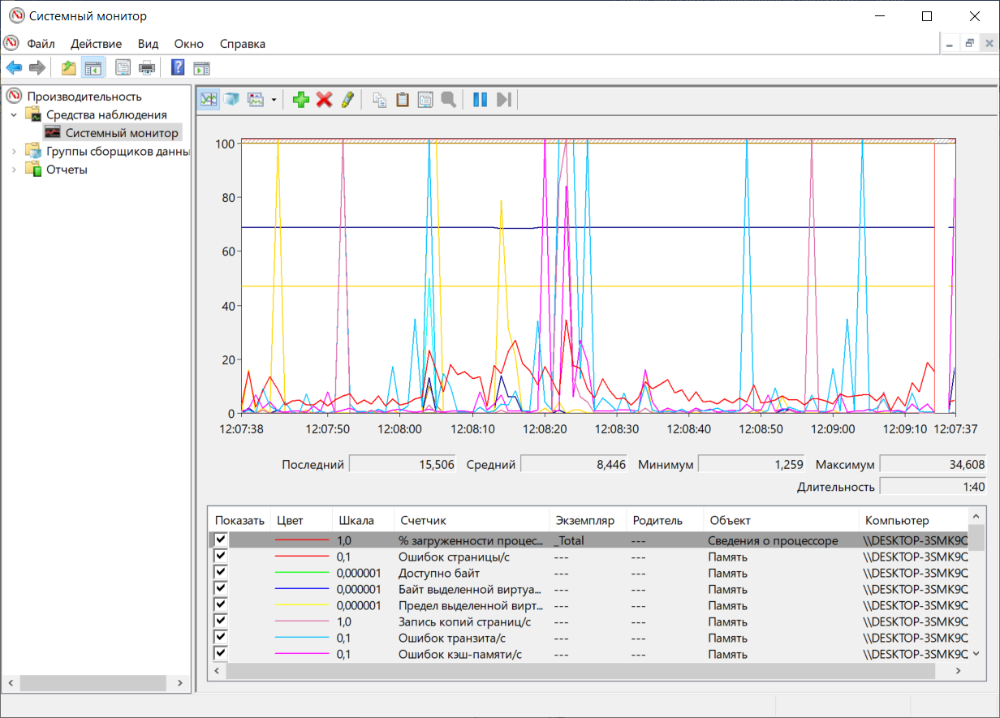 Системный монитор
Файл Действие Вид Окно Справка
Производительность
Средства наблюдения
Системный монитор
Группы сборщиков данны
Отчеты
100
80
60
40
20
0
12:07:38 12:07:50 12:08:00 12:08:10 12:08:20 12:08:30 12:08:40 12:08:50 12:09:00 12:09:10 12:07:37
Последний 15,506 Средний 8,446 Минимум 1,259 Максимум 34,608
Длительность 1:40
Показать Цвет Шкала Счетчик Экземпляр Родитель Объект Компьютер
1,0 % загруженности процес... _Total --- Сведения о процессоре \\DESKTOP-3SMK9C
0,1 Ошибок страницы/с --- --- Память \\DESKTOP-3SMK9C
0,000001 Доступно байт --- --- Память \\DESKTOP-3SMK9C
0,000001 Байт выделенной виртуа... --- --- Память \\DESKTOP-3SMK9C
0,000001 Предел выделенной вирт... --- --- Память \\DESKTOP-3SMK9C
1,0 Запись копий страниц/с --- --- Память \\DESKTOP-3SMK9C
0,1 Ошибок транзита/с --- --- Память \\DESKTOP-3SMK9C
0,1 Ошибок кэш-памяти/с --- --- Память \\DESKTOP-3SMK9C